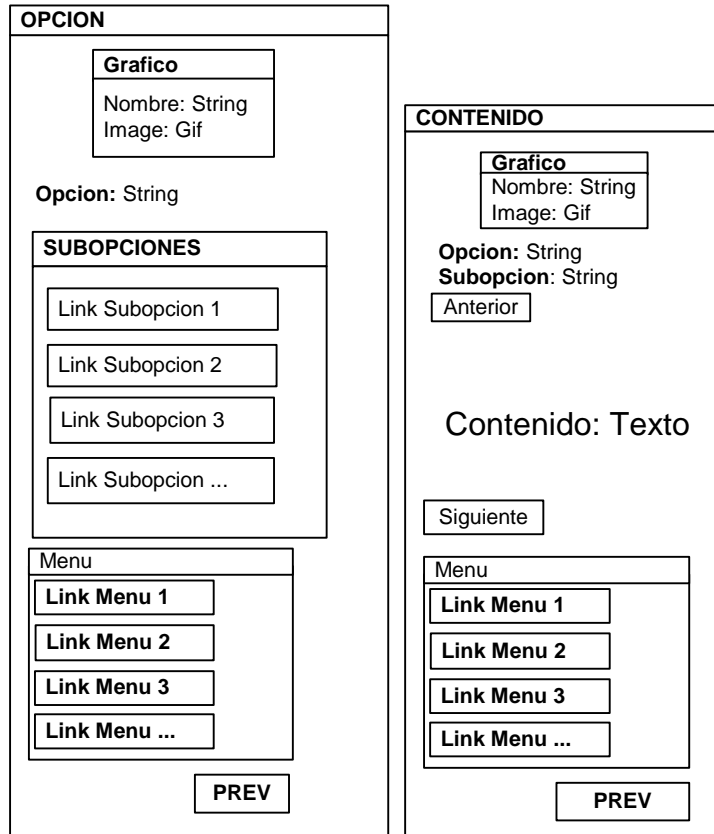 OPCION
Grafico
Nombre: String
Image: Gif
Opcion: String
SUBOPCIONES
Link Subopcion 1
Link Subopcion 2
Link Subopcion 3
Link Subopcion ...
Menu
Link Menu 1
Link Menu 2
Link Menu 3
Link Menu ...
PREV
CONTENIDO
Grafico
Nombre: String
Image: Gif
Opcion: String
Subopcion: String
Anterior
Contenido: Texto
Siguiente
Menu
Link Menu 1
Link Menu 2
Link Menu 3
Link Menu ...
PREV